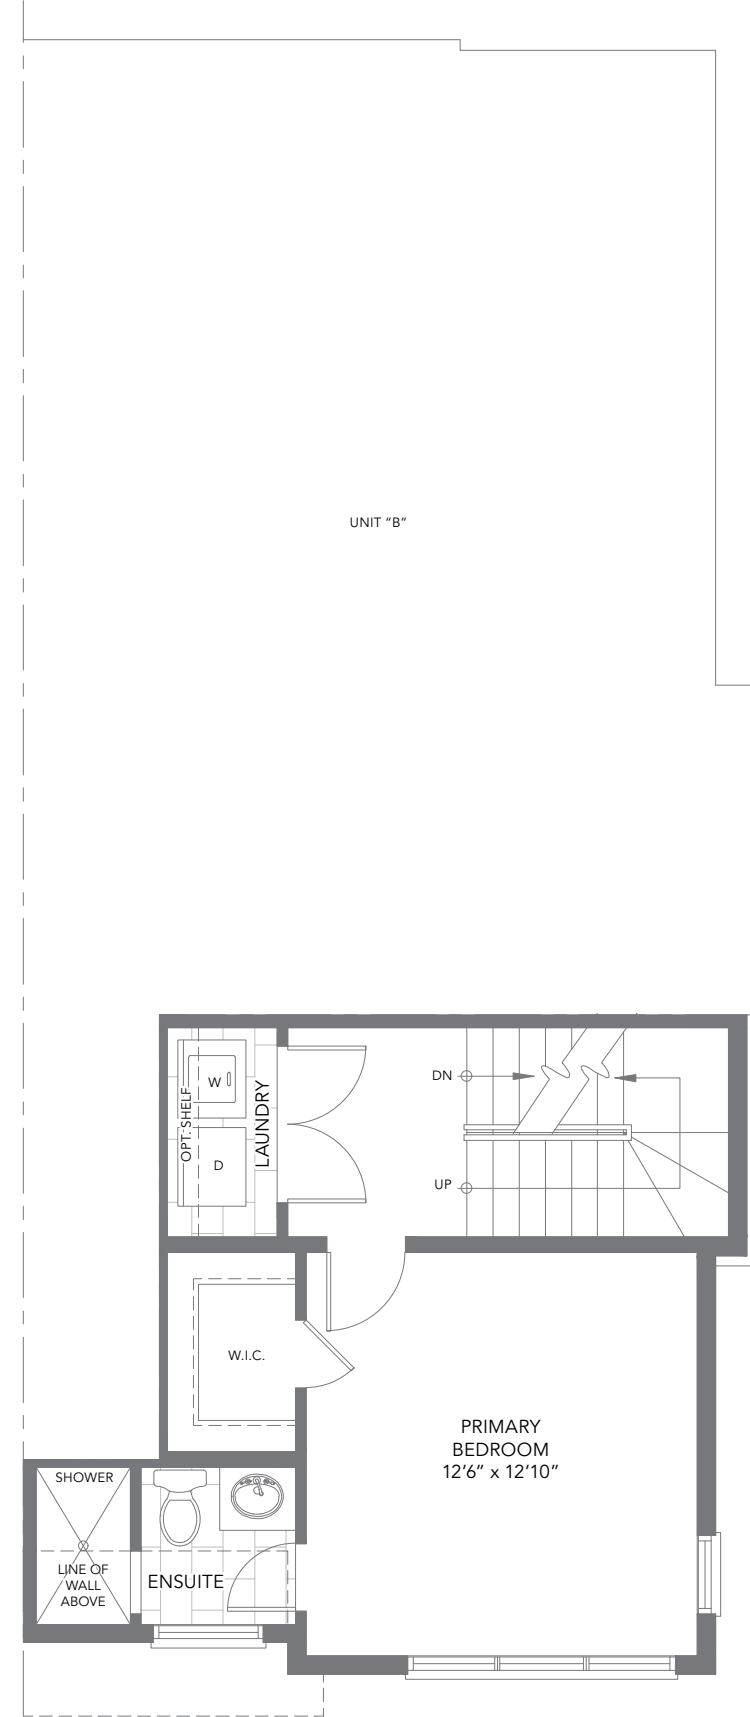 UNIT "B"
DN
W
OPT. SHELF
LAUNDRY
D
UP
W.I.C.
PRIMARY
BEDROOM
12'6" x 12'10"
SHOWER
LINE OF
WALL
ABOVE
ENSUITE